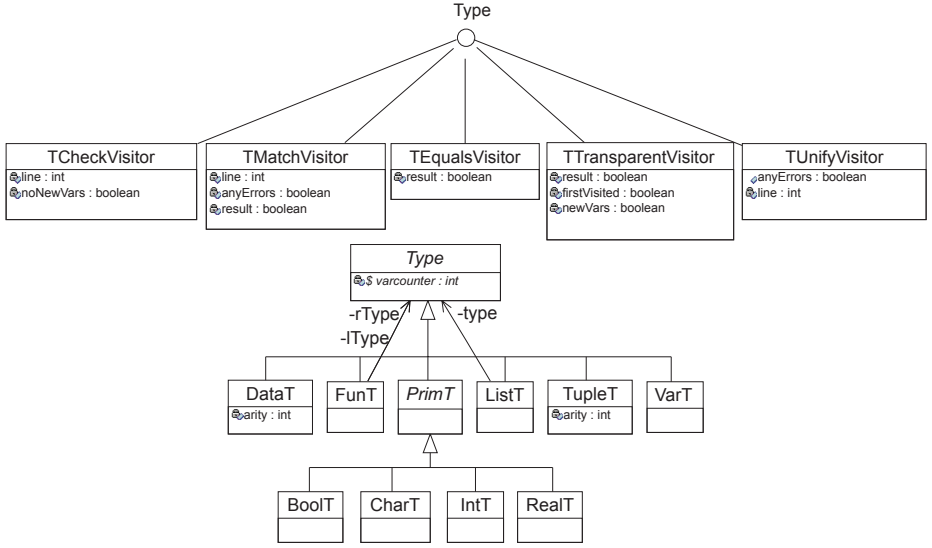 Type
TCheckVisitor
line : int
noNewVars : boolean
TMatchVisitor
line : int
anyErrors : boolean
result : boolean
TEqualsVisitor
result : boolean
TTransparentVisitor
result : boolean
firstVisited : boolean
newVars : boolean
TUnifyVisitor
anyErrors : boolean
line : int
Type
$ varcounter : int
-rType
-lType
-type
DataT
arity : int
FunT
PrimT
ListT
TupleT
arity : int
VarT
BoolT
CharT
IntT
RealT